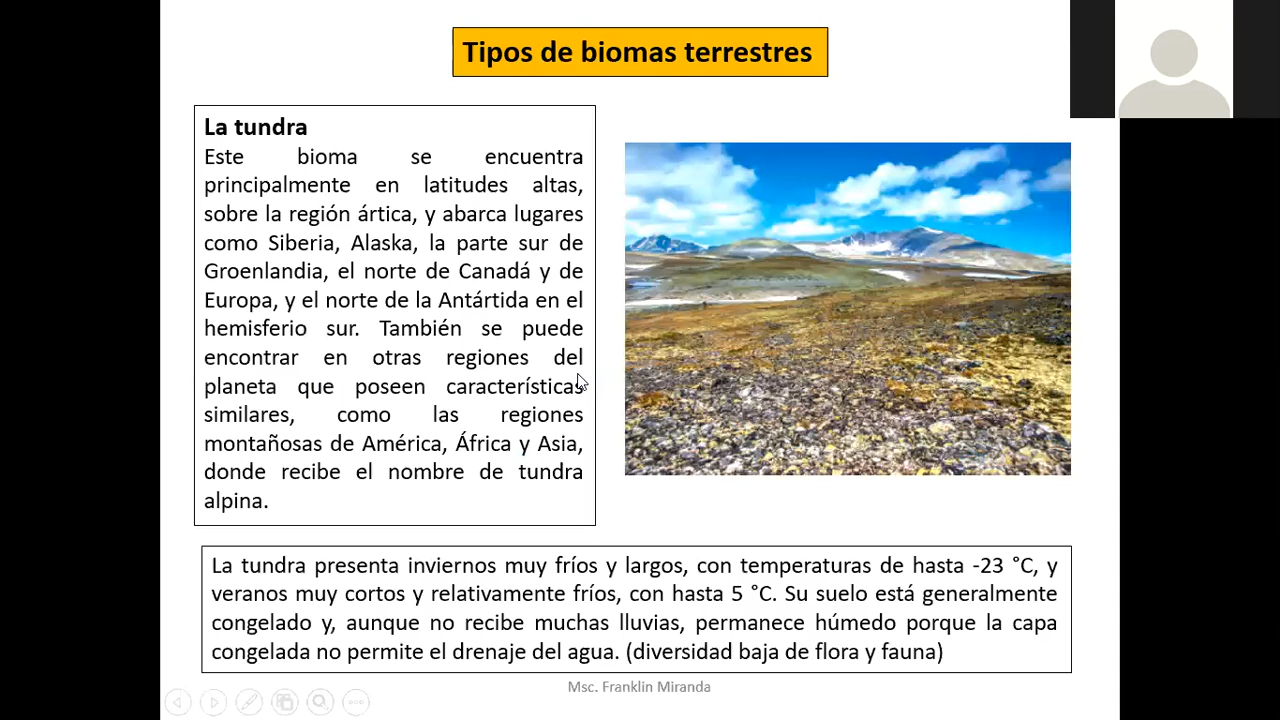 Tipos de biomas terrestres
La tundra
Este bioma se encuentra
principalmente en latitudes altas,
sobre la región ártica, y abarca lugares
como Siberia, Alaska, la parte sur de
Groenlandia, el norte de Canadá y de
Europa, y el norte de la Antártida en el
hemisferio sur. También se puede
encontrar en otras regiones del
planeta que poseen características
similares, como las regiones
montañosas de América, África y Asia,
donde recibe el nombre de tundra
alpina.
La tundra presenta inviernos muy fríos y largos, con temperaturas de hasta -23 °C, y
veranos muy cortos y relativamente fríos, con hasta 5 °C. Su suelo está generalmente
congelado y, aunque no recibe muchas lluvias, permanece húmedo porque la capa
congelada no permite el drenaje del agua. (diversidad baja de flora y fauna)
Msc. Franklin Miranda